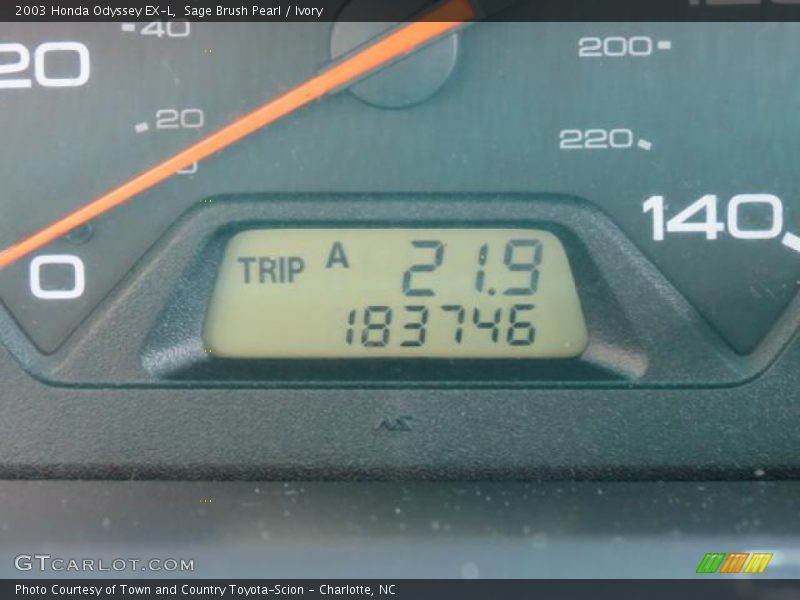 2003 Honda Odyssey EX-L, Sage Brush Pearl / Ivory
40
20
200
20
220
0
140
0
TRIP A 21.9
183746
GTCARLOT.COM
Photo Courtesy of Town and Country Toyota-Scion - Charlotte, NC